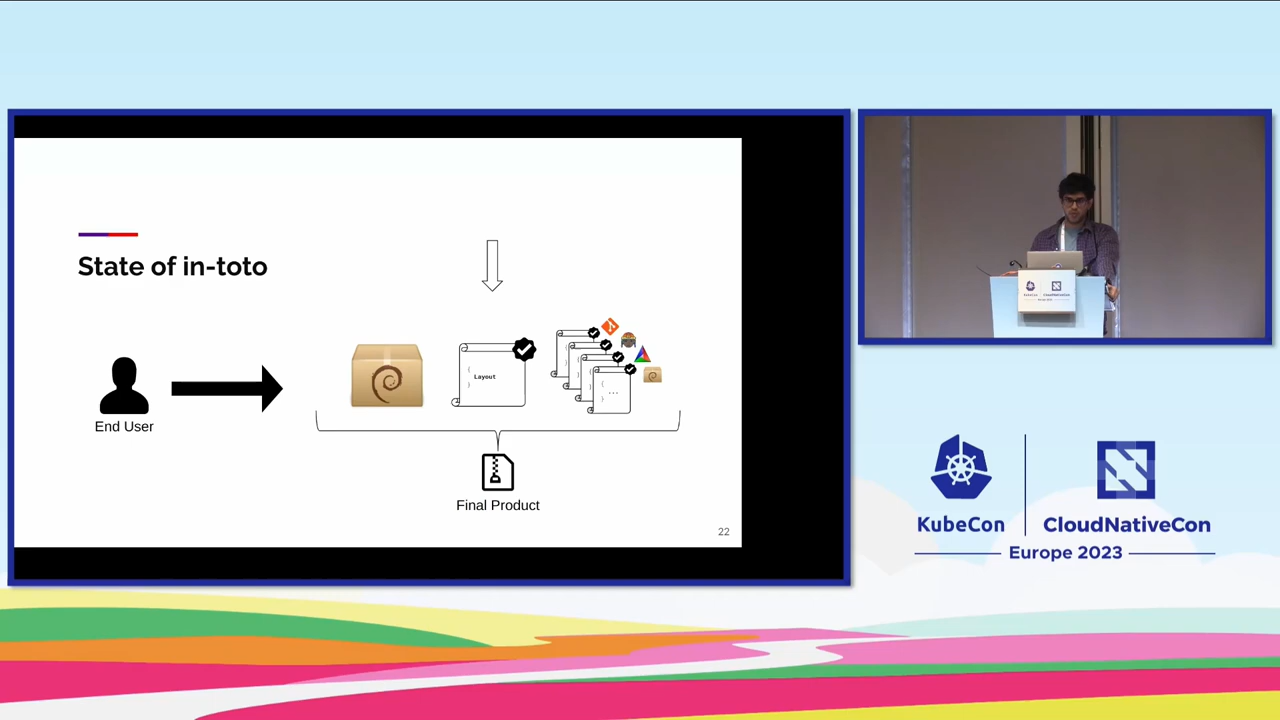 State of in-toto
{
Layout
}
{
...
}
End User
Final Product
22
KubeCon
CloudNativeCon
Europe 2023